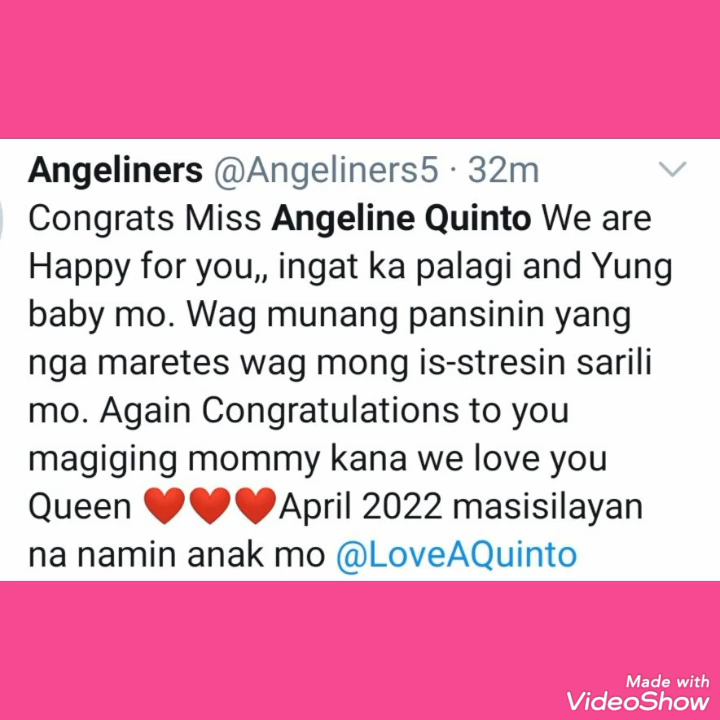 Angeliners @Angeliners5 · 32m
Congrats Miss Angeline Quinto We are
Happy for you,, ingat ka palagi and Yung
baby mo. Wag munang pansinin yang
nga maretes wag mong is-stresin sarili
mo. Again Congratulations to you
magiging mommy kana we love you
Queen ❤️❤️❤️April 2022 masisilayan
na namin anak mo @LoveAQuinto
Made with
VideoShow